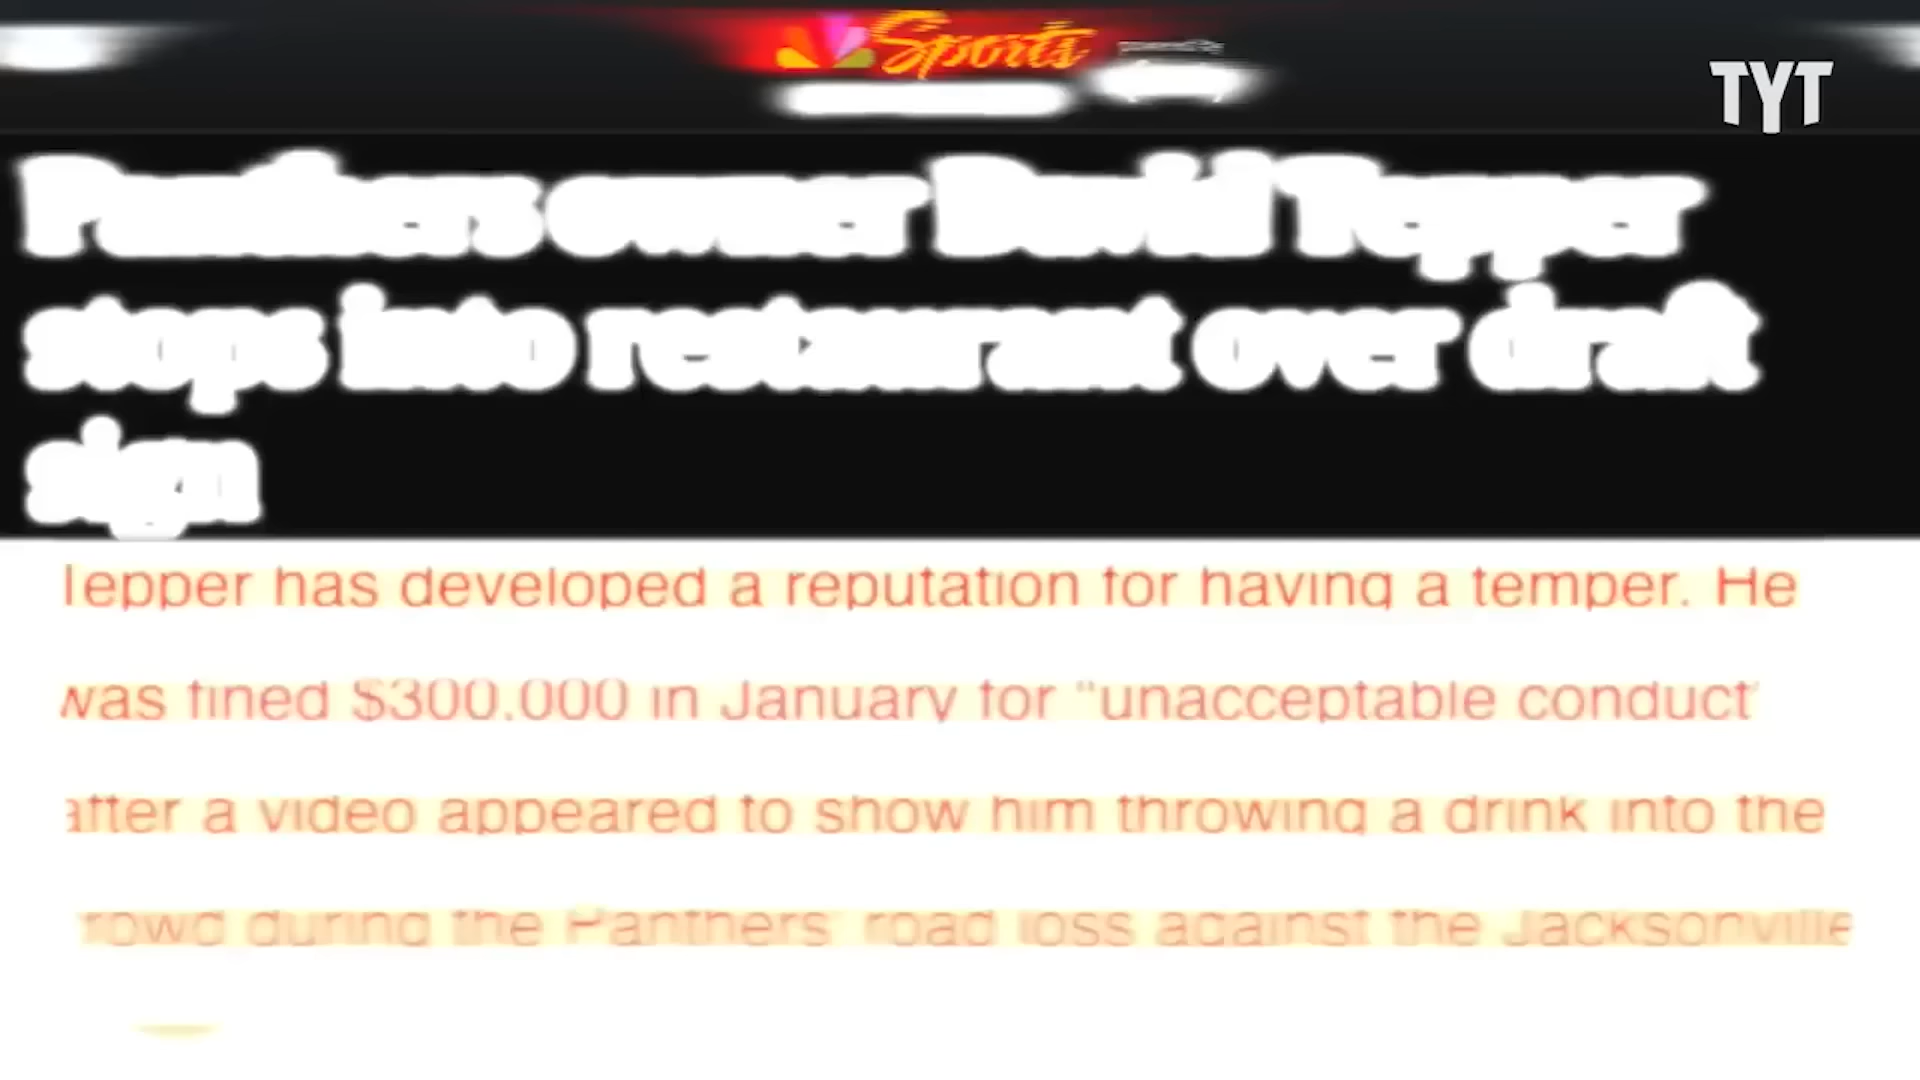 Sports
TYT
Panthers owner David Tepper
stops into restaurant over draft
sign
Tepper has developed a reputation for having a temper. He
was fined $300,000 in January for "unacceptable conduct"
after a video appeared to show him throwing a drink into the
crowd during the Panthers' road loss against the Jacksonville